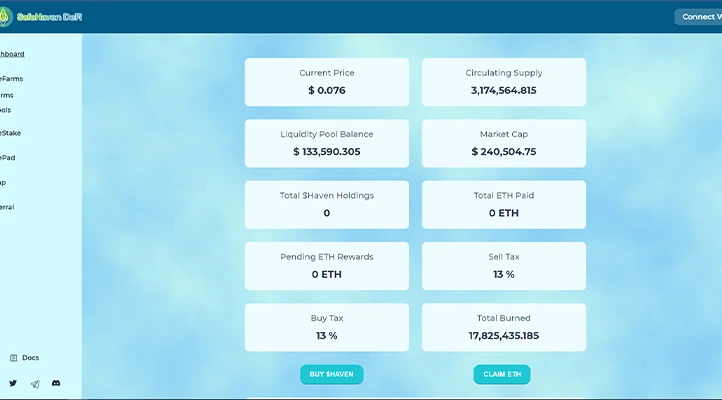 SafeHaven DeFi
Connect W
hboard
eFarms
rms
ools
eStake
ePad
ap
erral
Docs
Current Price
$ 0.076
Circulating Supply
3,174,564.815
Liquidity Pool Balance
$ 133,590.305
Market Cap
$ 240,504.75
Total $Haven Holdings
0
Total ETH Paid
0 ETH
Pending ETH Rewards
0 ETH
Sell Tax
13 %
Buy Tax
13 %
Total Burned
17,825,435.185
BUY $HAVEN
CLAIM ETH